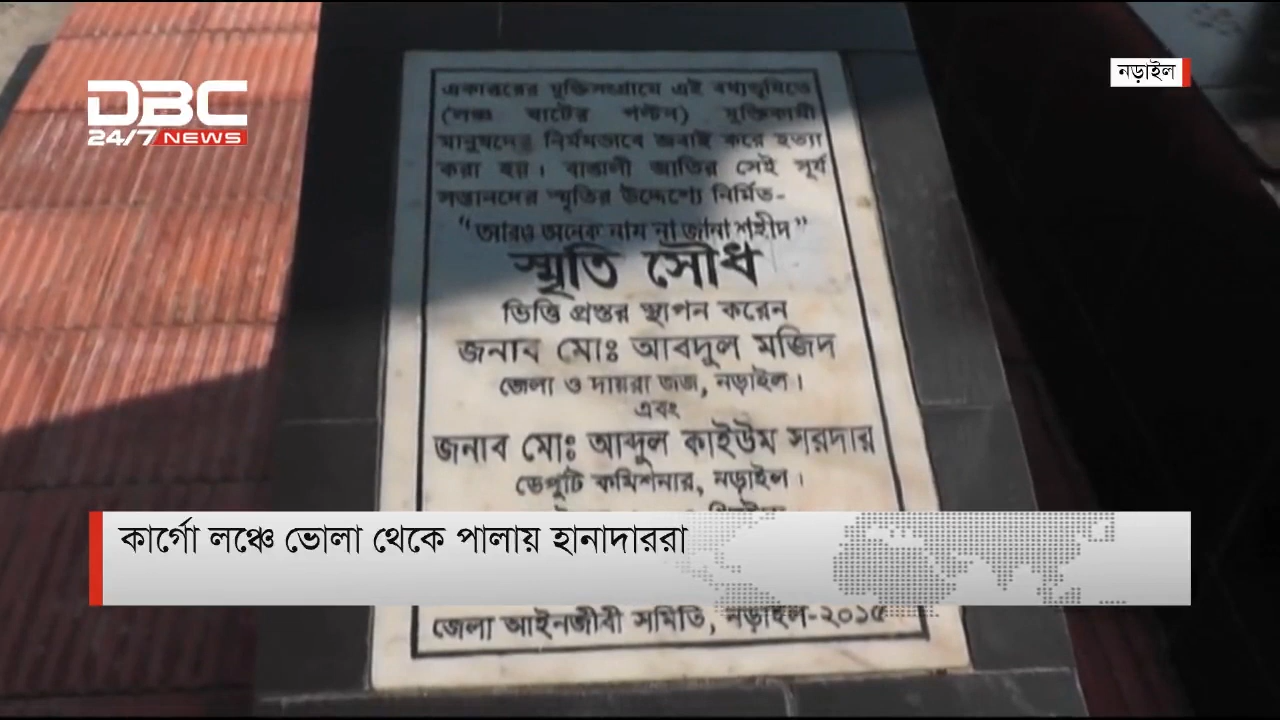 DBC
24/7 NEWS
নড়াইল
একাত্তরের মুক্তিসংগ্রামে এই বধ্যভূমিতে
(লঞ্চ ঘাটের পন্টুন) মুক্তিকামী
মানুষদের নির্মমভাবে জবাই করে হত্যা
করা হয়। বাঙালী জাতির সেই সূর্য
সন্তানদের স্মৃতির উদ্দেশ্যে নির্মিত-
"আরও অনেক নাম না জানা শহীদ"
স্মৃতি সৌধ
ভিত্তি প্রস্তর স্থাপন করেন
জনাব মোঃ আবদুল মজিদ
জেলা ও দায়রা জজ, নড়াইল।
এবং
জনাব মোঃ আব্দুল কাইউম সরদার
ডেপুটি কমিশনার, নড়াইল।
কার্গো লঞ্চে ভোলা থেকে পালায় হানাদাররা
জেলা আইনজীবী সমিতি, নড়াইল-২০১৫